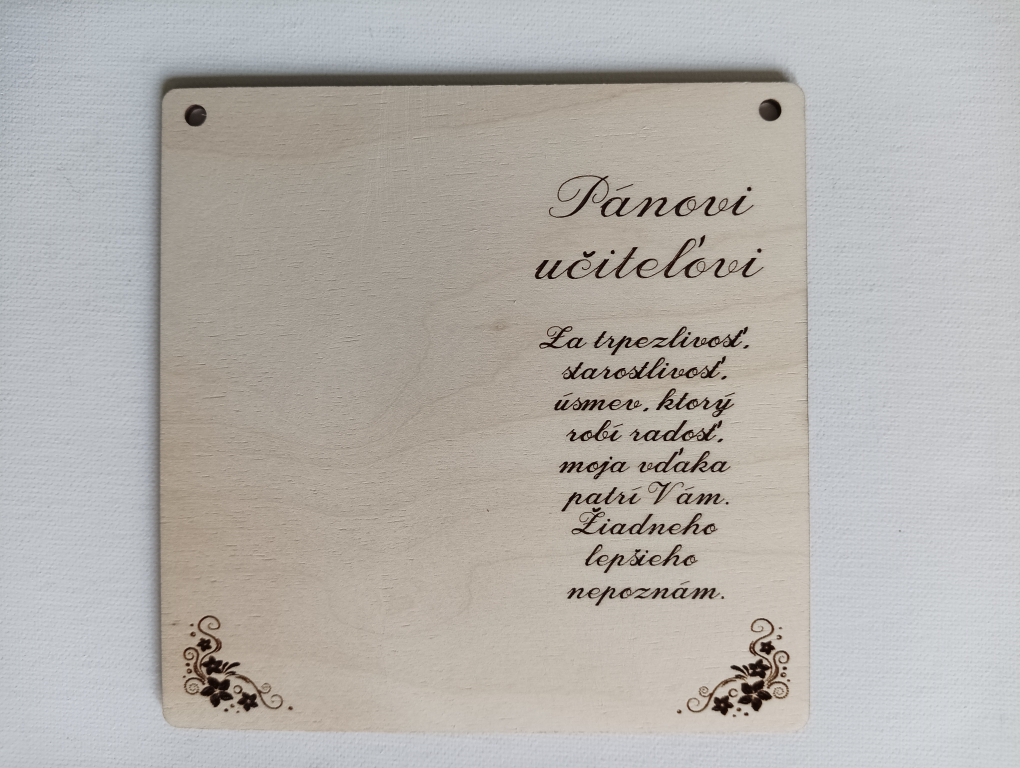 Pánovi
učiteľovi
Za trpezlivosť,
starostlivosť,
úsmev, ktorý
robí radosť,
moja vďaka
patrí Vám.
Žiadneho
lepšieho
nepoznám.